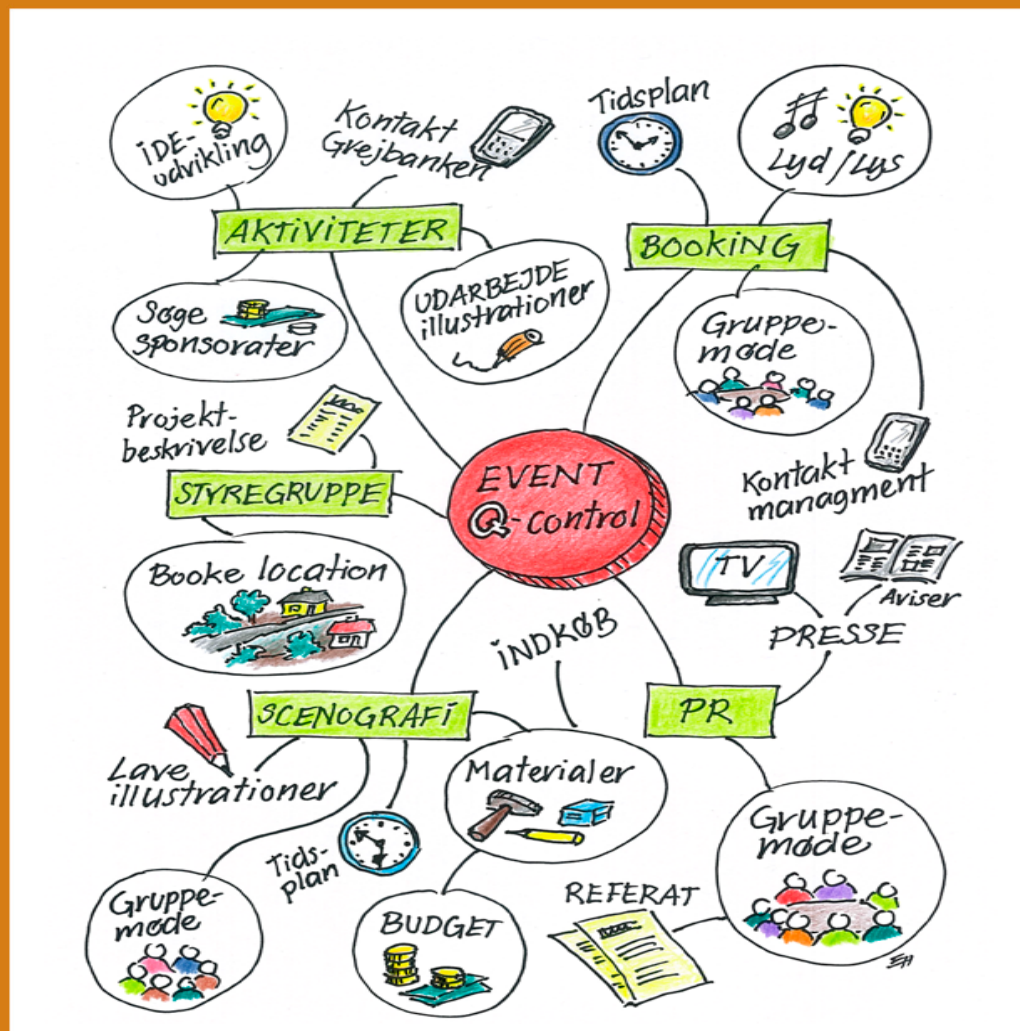 iDE-
udvikling
Kontakt
Grejbanken
Tidsplan
Lyd/Lys
AKTiViTETER
BOOKiNG
Søge
sponsorater
UDARBEJDE
illustrationer
Gruppe-
møde
Projekt-
beskrivelse
STYREGRUPPE
EVENT
Q-control
Kontakt
managment
Booke location
TV
Aviser
PRESSE
iNDKØB
SCENOGRAFi
PR
Lave
illustrationer
Materialer
Tids-
plan
Gruppe-
møde
Gruppe-
møde
BUDGET
REFERAT
EH